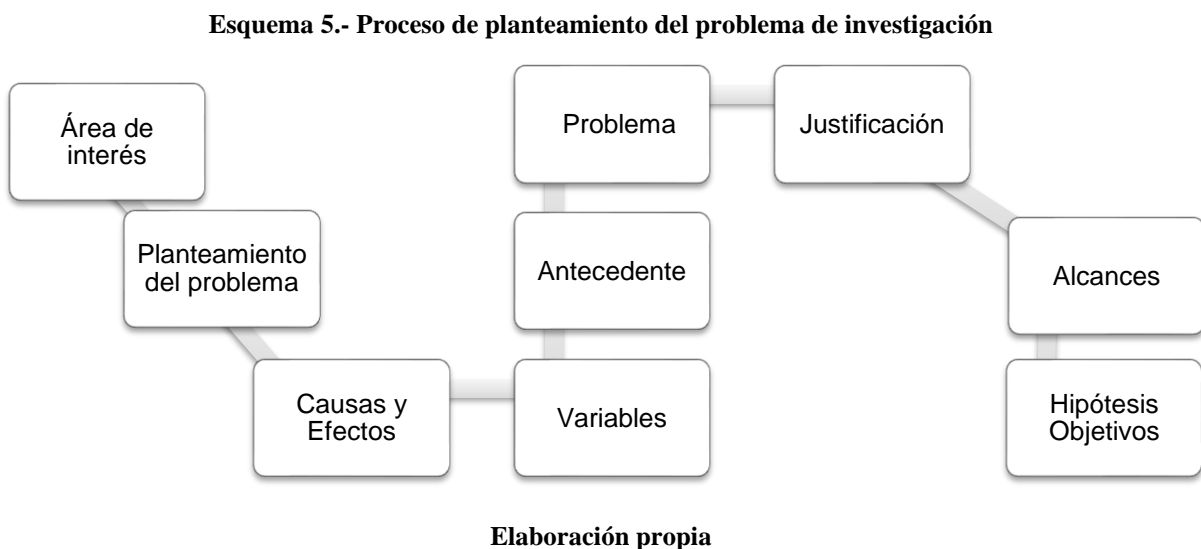 Esquema 5.- Proceso de planteamiento del problema de investigación
Área de
interés
Planteamiento
del problema
Causas y
Efectos
Variables
Antecedente
Problema
Justificación
Alcances
Hipótesis
Objetivos
Elaboración propia